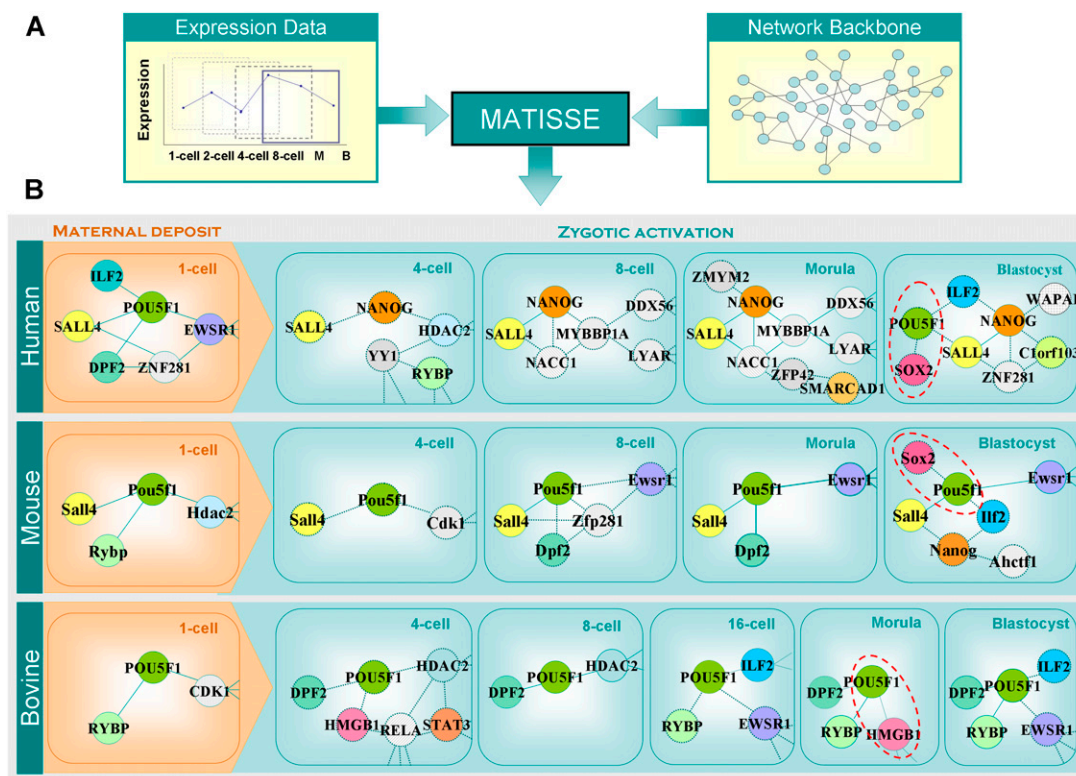 A
Expression Data
Expression
1-cell 2-cell 4-cell 8-cell M B
MATISSE
Network Backbone
B
MATERNAL DEPOSIT
ZYGOTIC ACTIVATION
Human
1-cell
ILF2
POU5F1
SALL4
EWSR1
DPF2
ZNF281
4-cell
NANOG
SALL4
HDAC2
YY1
RYBP
8-cell
NANOG
DDX56
SALL4
MYBBP1A
NACC1
LYAR
Morula
ZMYM2
NANOG
DDX56
SALL4
MYBBP1A
NACC1
LYAR
ZFP42
SMARCAD1
Blastocyst
ILF2
WAPAL
POU5F1
NANOG
SALL4
C1orf103
SOX2
ZNF281
Mouse
1-cell
Pou5f1
Sall4
Hdac2
Rybp
4-cell
Pou5f1
Sall4
Cdk1
8-cell
Pou5f1
Ewsr1
Sall4
Zfp281
Dpf2
Morula
Pou5f1
Ewsr1
Sall4
Dpf2
Blastocyst
Sox2
Ewsr1
Pou5f1
Sall4
Ilf2
Nanog
Ahctf1
Bovine
1-cell
POU5F1
CDK1
RYBP
4-cell
HDAC2
POU5F1
DPF2
HMGB1
RELA
STAT3
8-cell
HDAC2
POU5F1
DPF2
16-cell
ILF2
POU5F1
RYBP
EWSR1
Morula
POU5F1
DPF2
RYBP
HMGB1
Blastocyst
ILF2
POU5F1
DPF2
RYBP
EWSR1